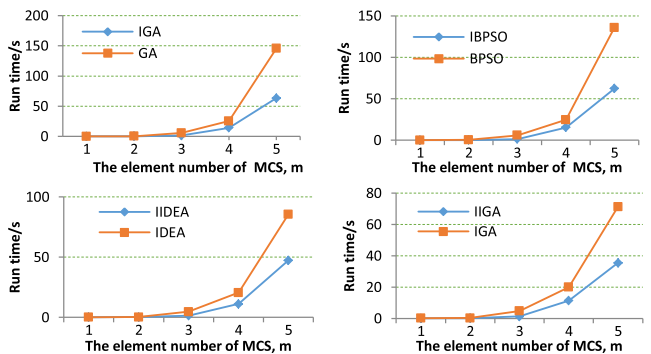 200
150
100
50
0
Run time/s
IGA
GA
1 2 3 4 5
The element number of MCS, m
150
100
50
0
Run time/s
IBPSO
BPSO
1 2 3 4 5
The element number of MCS, m
100
50
0
Run time/s
IIDEA
IDEA
1 2 3 4 5
The element number of MCS, m
80
60
40
20
0
Run time/s
IIGA
IGA
1 2 3 4 5
The element number of MCS, m